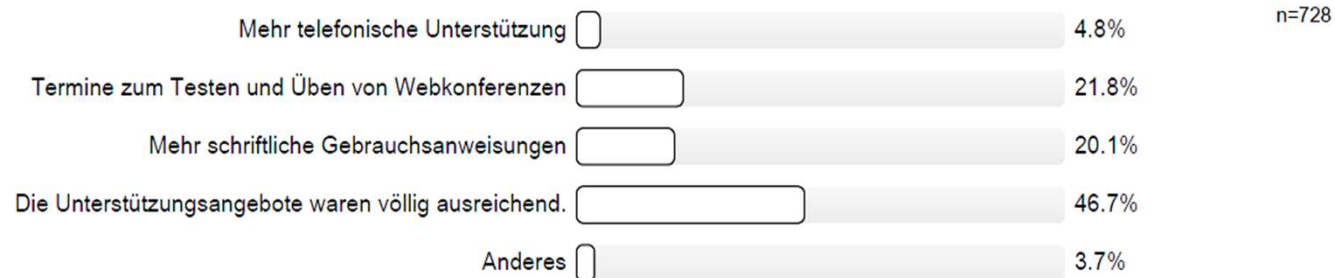 Mehr telefonische Unterstützung 4.8% n=728
Termine zum Testen und Üben von Webkonferenzen 21.8%
Mehr schriftliche Gebrauchsanweisungen 20.1%
Die Unterstützungsangebote waren völlig ausreichend. 46.7%
Anderes 3.7%